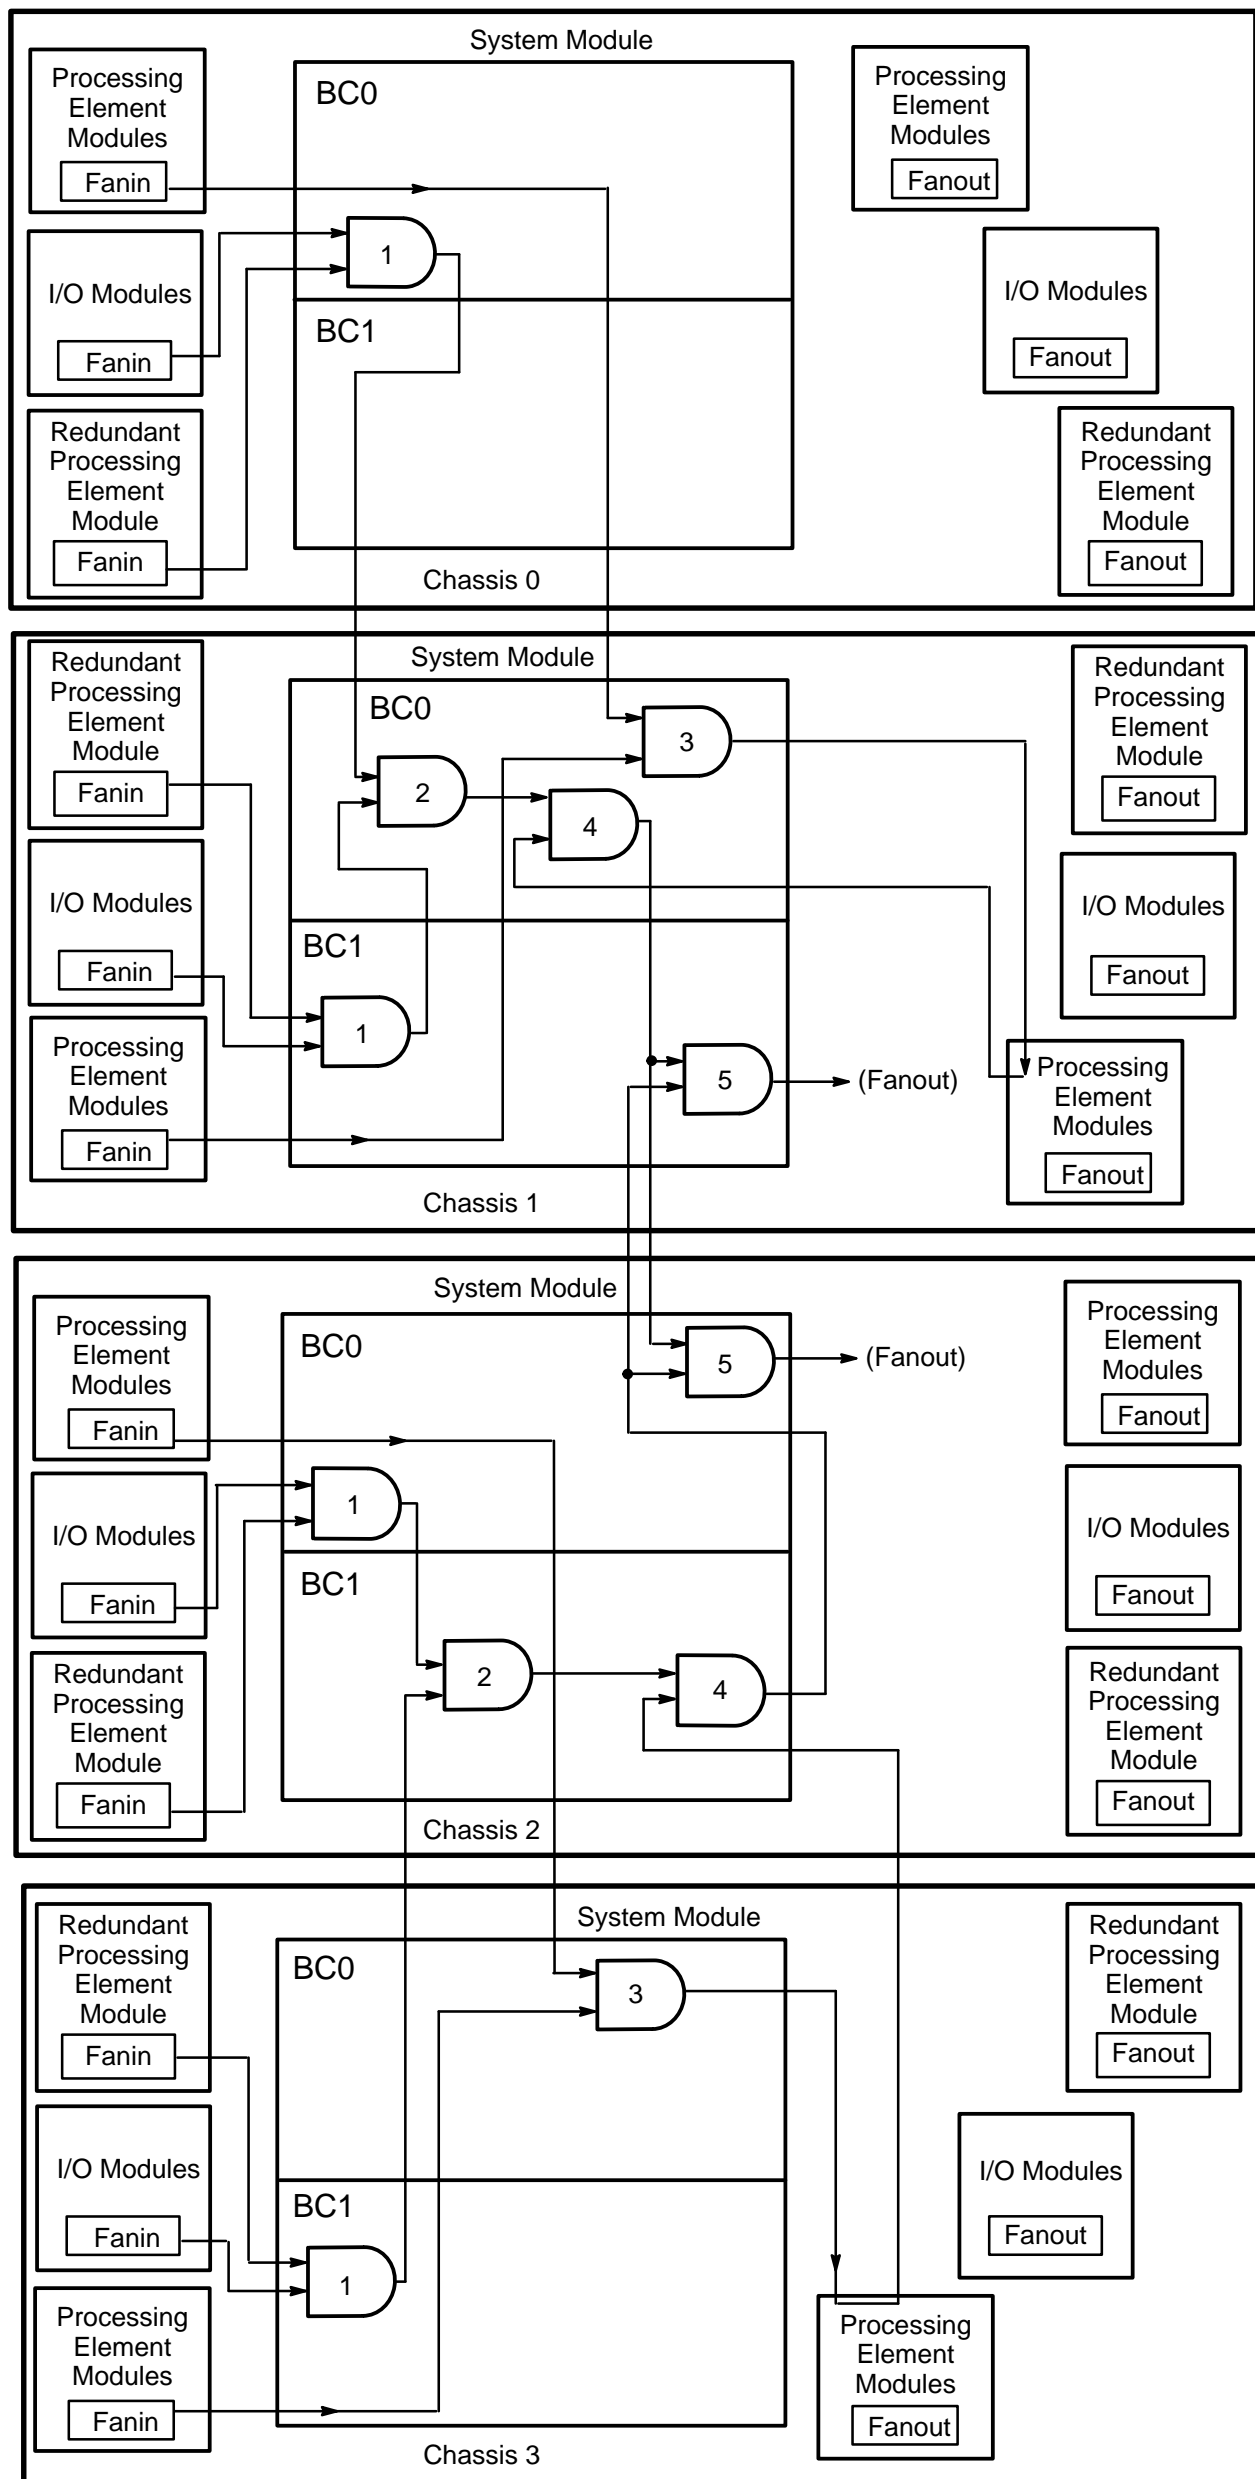 System Module
Processing
Element
Modules
Fanin
BC0
1
Processing
Element
Modules
Fanout
I/O Modules
Fanin
BC1
I/O Modules
Fanout
Redundant
Processing
Element
Module
Fanin
Redundant
Processing
Element
Module
Fanout
Chassis 0
System Module
Redundant
Processing
Element
Module
Fanin
BC0
2
3
4
Redundant
Processing
Element
Module
Fanout
I/O Modules
Fanin
BC1
1
5
(Fanout)
I/O Modules
Fanout
Processing
Element
Modules
Fanin
Processing
Element
Modules
Fanout
Chassis 1
System Module
Processing
Element
Modules
Fanin
BC0
5
(Fanout)
1
Processing
Element
Modules
Fanout
I/O Modules
Fanin
BC1
2
4
I/O Modules
Fanout
Redundant
Processing
Element
Module
Fanin
Redundant
Processing
Element
Module
Fanout
Chassis 2
System Module
Redundant
Processing
Element
Module
Fanin
BC0
3
Redundant
Processing
Element
Module
Fanout
I/O Modules
Fanin
BC1
1
I/O Modules
Fanout
Processing
Element
Modules
Fanin
Processing
Element
Modules
Fanout
Chassis 3